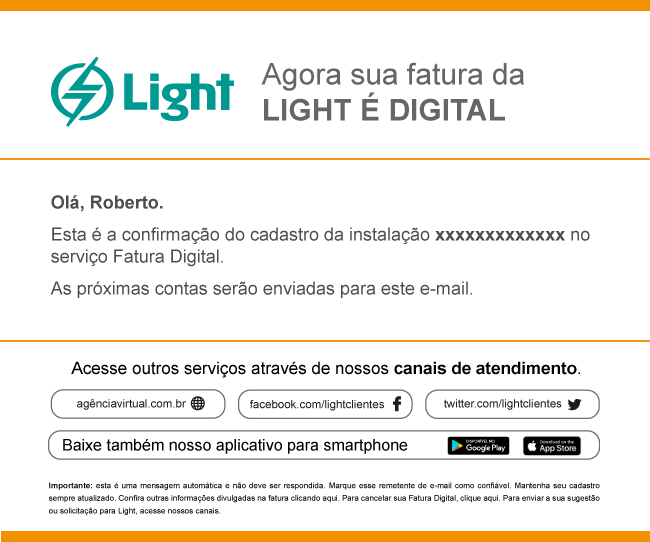 Light
Agora sua fatura da
LIGHT É DIGITAL
Olá, Roberto.
Esta é a confirmação do cadastro da instalação xxxxxxxxxxxxx no
serviço Fatura Digital.
As próximas contas serão enviadas para este e-mail.
Acesse outros serviços através de nossos canais de atendimento.
agênciavirtual.com.br
facebook.com/lightclientes
twitter.com/lightclientes
Baixe também nosso aplicativo para smartphone
DISPONÍVEL NO
Google Play
Download on the
App Store
Importante: esta é uma mensagem automática e não deve ser respondida. Marque esse remetente de e-mail como confiável. Mantenha seu cadastro
sempre atualizado. Confira outras informações divulgadas na fatura clicando aqui. Para cancelar sua Fatura Digital, clique aqui. Para enviar a sua sugestão
ou solicitação para Light, acesse nossos canais.